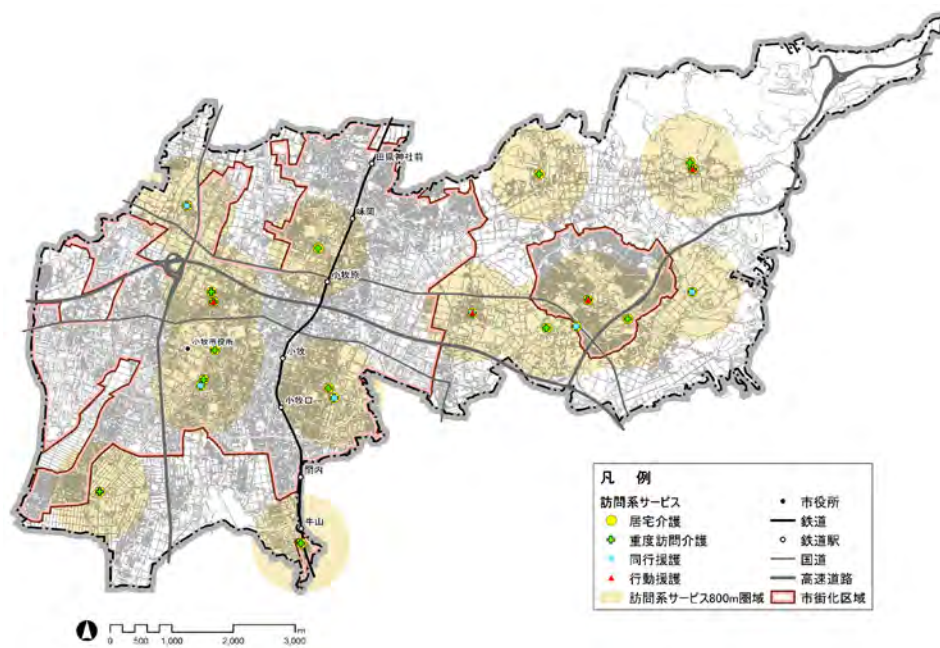 田県神社前
味岡
小牧原
小牧市役所
小牧
小牧口
間内
牛山
凡 例
訪問系サービス
居宅介護
重度訪問介護
同行援護
行動援護
訪問系サービス800m圏域
市役所
鉄道
鉄道駅
国道
高速道路
市街化区域
0 500 1,000 2,000 3,000
m